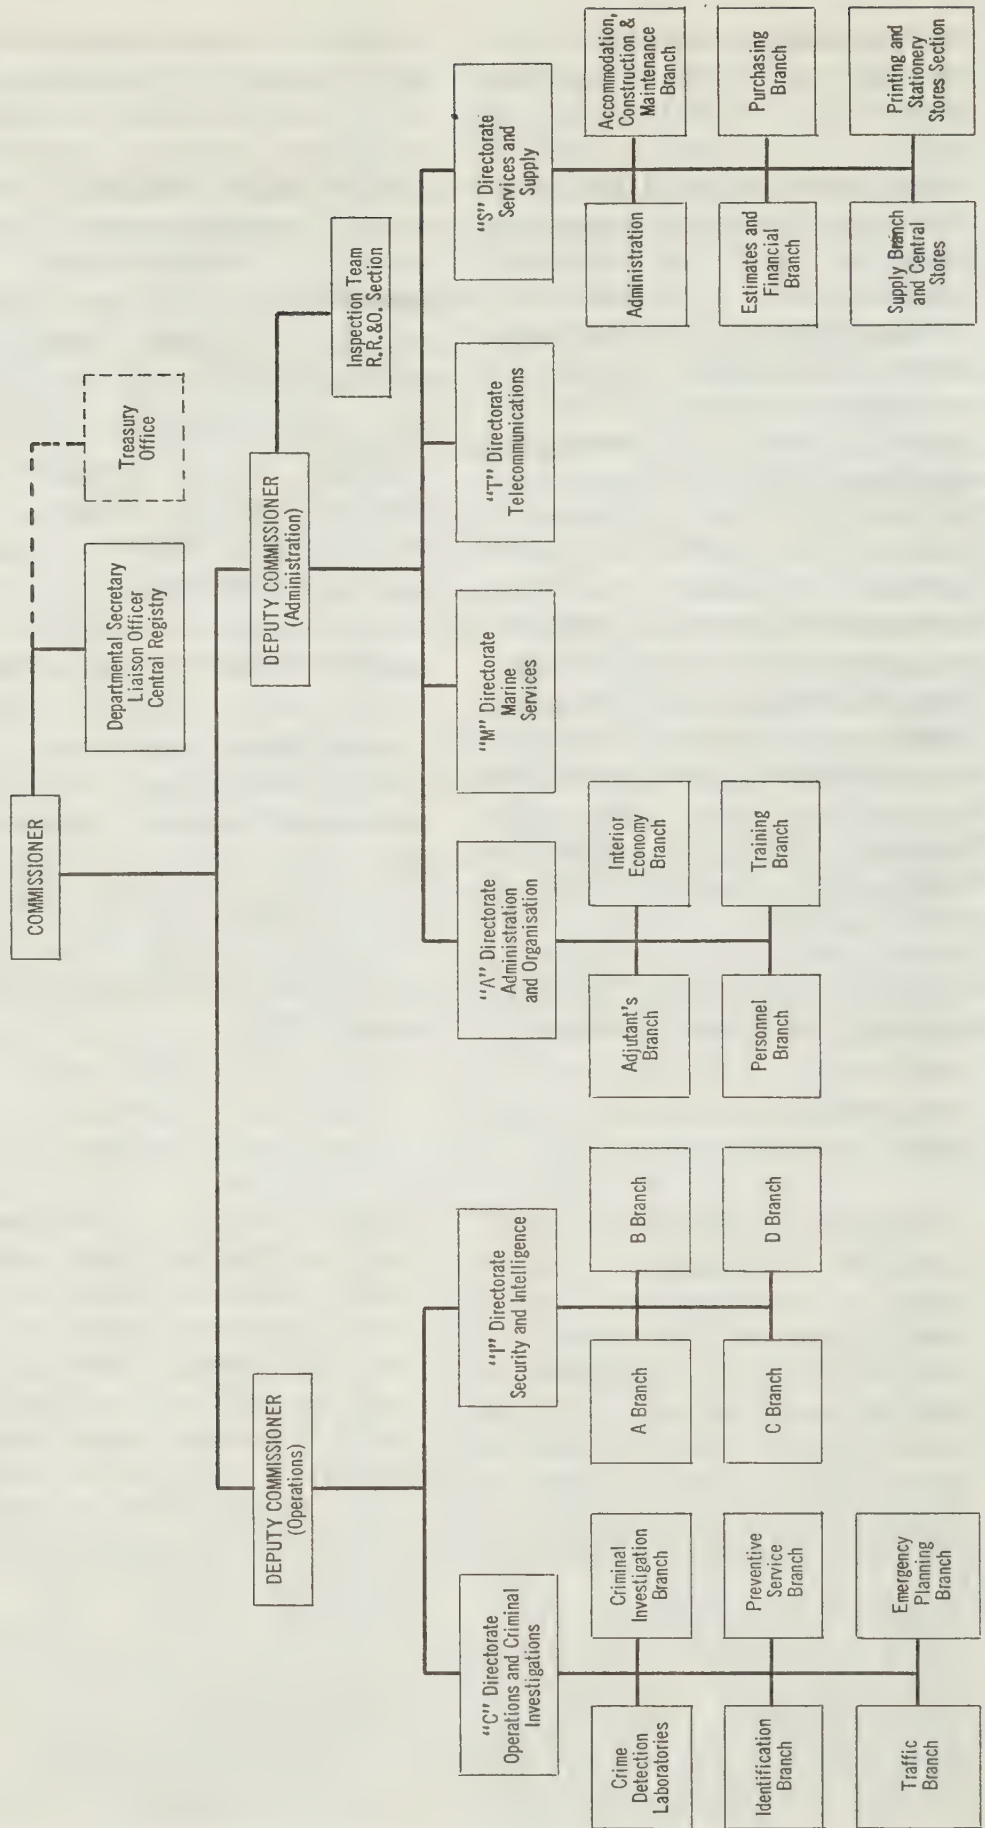 COMMISSIONER
Departmental Secretary
Liaison Officer
Central Registry
Treasury
Office
DEPUTY COMMISSIONER
(Operations)
DEPUTY COMMISSIONER
(Administration)
Inspection Team
R.R.&O. Section
"C" Directorate
Operations and Criminal
Investigations
"I" Directorate
Security and Intelligence
"A" Directorate
Administration
and Organisation
"M" Directorate
Marine
Services
"T" Directorate
Telecommunications
"S" Directorate
Services and
Supply
Crime
Detection
Laboratories
Criminal
Investigation
Branch
Identification
Branch
Preventive
Service
Branch
Traffic
Branch
Emergency
Planning
Branch
A Branch
B Branch
C Branch
D Branch
Adjutant's
Branch
Interior
Economy
Branch
Personnel
Branch
Training
Branch
Administration
Accommodation,
Construction &
Maintenance
Branch
Estimates and
Financial
Branch
Purchasing
Branch
Supply Branch
and Central
Stores
Printing and
Stationery
Stores Section